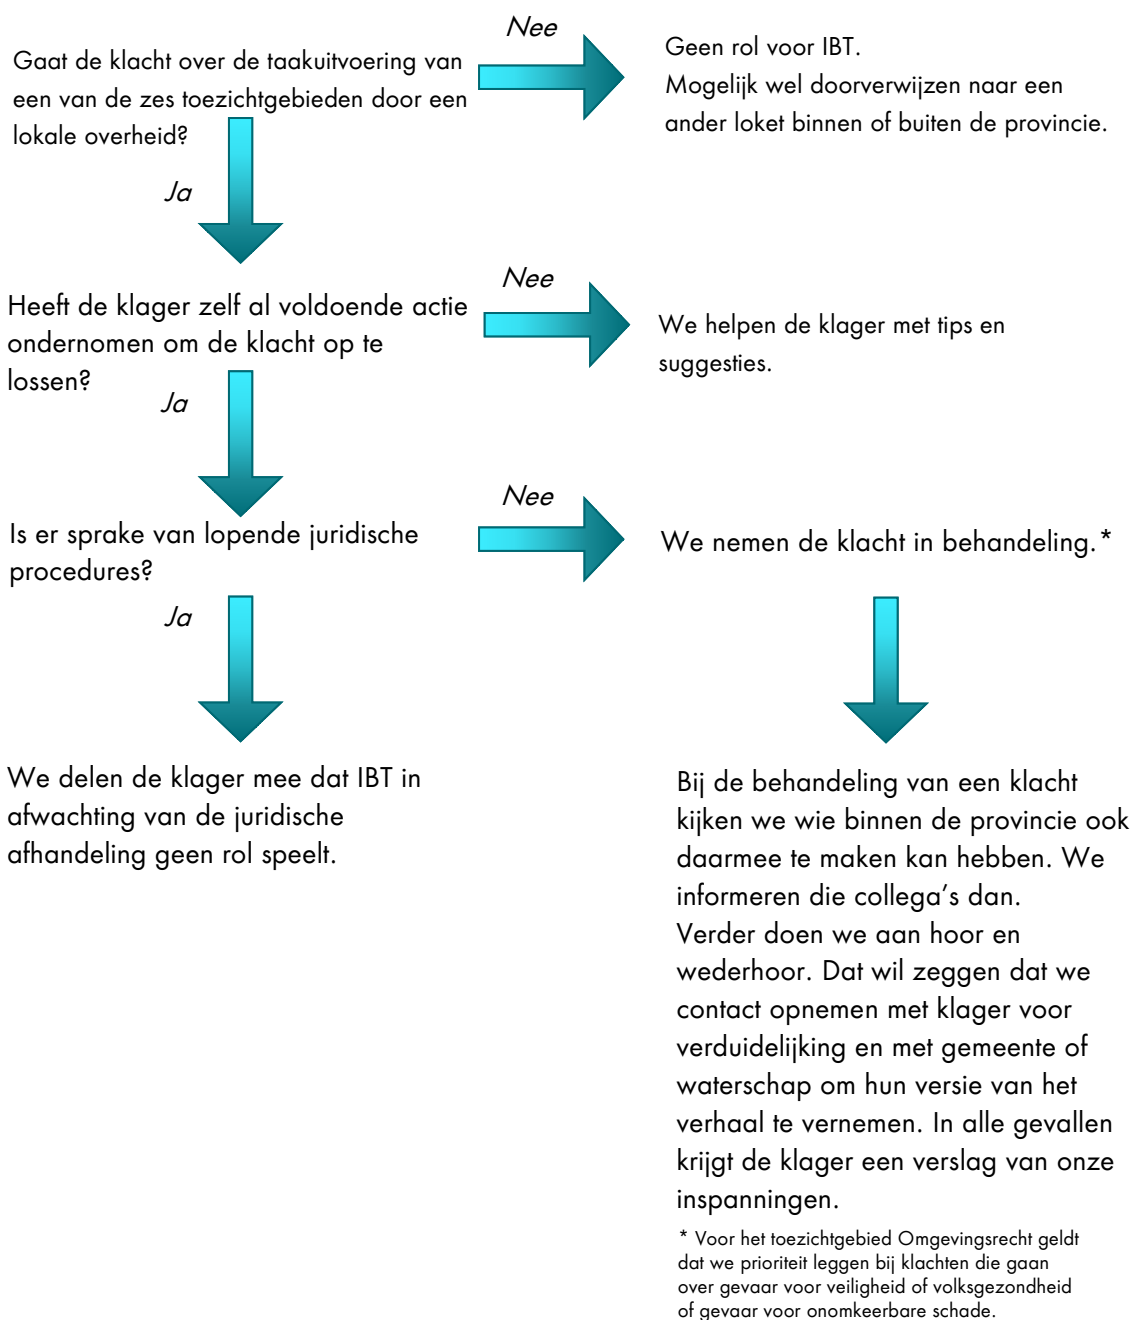 Gaat de klacht over de taakuitvoering van
een van de zes toezichtgebieden door een
lokale overheid?
Nee
Geen rol voor IBT.
Mogelijk wel doorverwijzen naar een
ander loket binnen of buiten de provincie.
Ja
Heeft de klager zelf al voldoende actie
ondernomen om de klacht op te
lossen?
Nee
We helpen de klager met tips en
suggesties.
Ja
Is er sprake van lopende juridische
procedures?
Nee
We nemen de klacht in behandeling.*
Ja
We delen de klager mee dat IBT in
afwachting van de juridische
afhandeling geen rol speelt.
Bij de behandeling van een klacht
kijken we wie binnen de provincie ook
daarmee te maken kan hebben. We
informeren die collega's dan.
Verder doen we aan hoor en
wederhoor. Dat wil zeggen dat we
contact opnemen met klager voor
verduidelijking en met gemeente of
waterschap om hun versie van het
verhaal te vernemen. In alle gevallen
krijgt de klager een verslag van onze
inspanningen.
* Voor het toezichtgebied Omgevingsrecht geldt
dat we prioriteit leggen bij klachten die gaan
over gevaar voor veiligheid of volksgezondheid
of gevaar voor onomkeerbare schade.